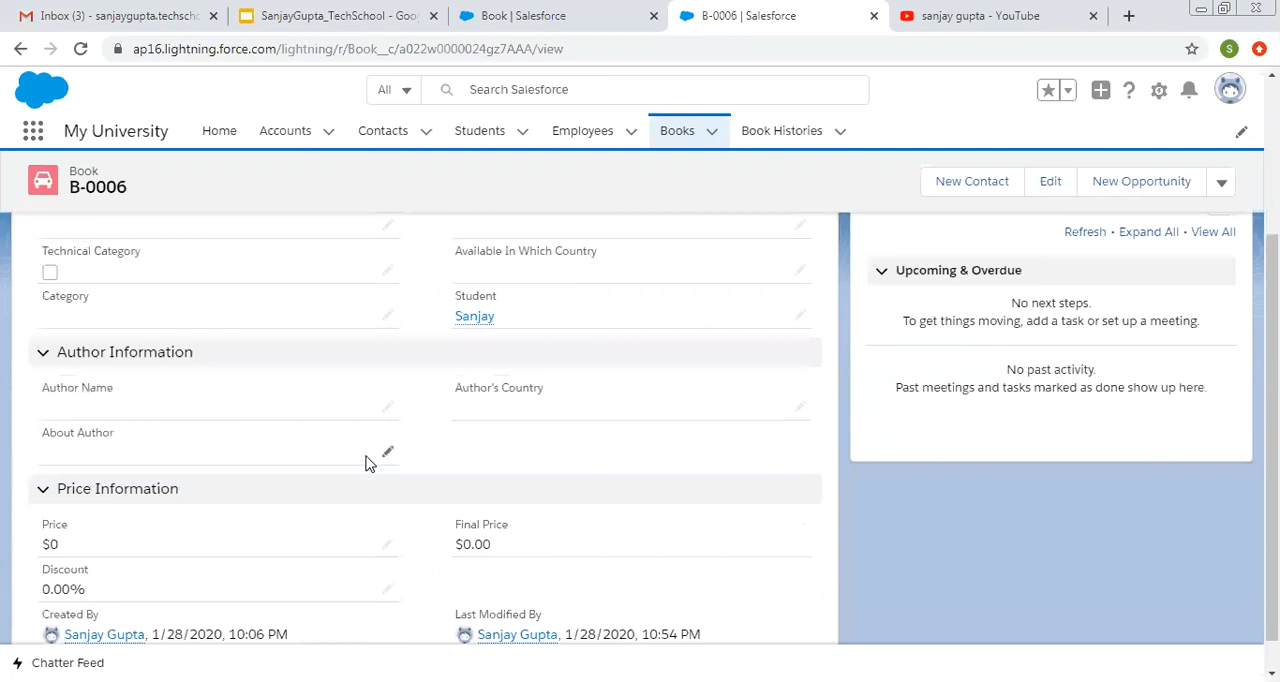 Inbox (3) - sanjaygupta.techscho
SanjayGupta_TechSchool - Goo
Book | Salesforce
B-0006 | Salesforce
sanjay gupta - YouTube
ap16.lightning.force.com/lightning/r/Book__c/a022w0000024gz7AAA/view
S
All
Search Salesforce
My University
Home
Accounts
Contacts
Students
Employees
Books
Book Histories
Book
B-0006
New Contact
Edit
New Opportunity
Technical Category
Available In Which Country
Category
Student
Sanjay
Author Information
Author Name
Author's Country
About Author
Price Information
Price
Final Price
$0
$0.00
Discount
0.00%
Created By
Last Modified By
Sanjay Gupta, 1/28/2020, 10:06 PM
Sanjay Gupta, 1/28/2020, 10:54 PM
Refresh • Expand All • View All
Upcoming & Overdue
No next steps.
To get things moving, add a task or set up a meeting.
No past activity.
Past meetings and tasks marked as done show up here.
Chatter Feed